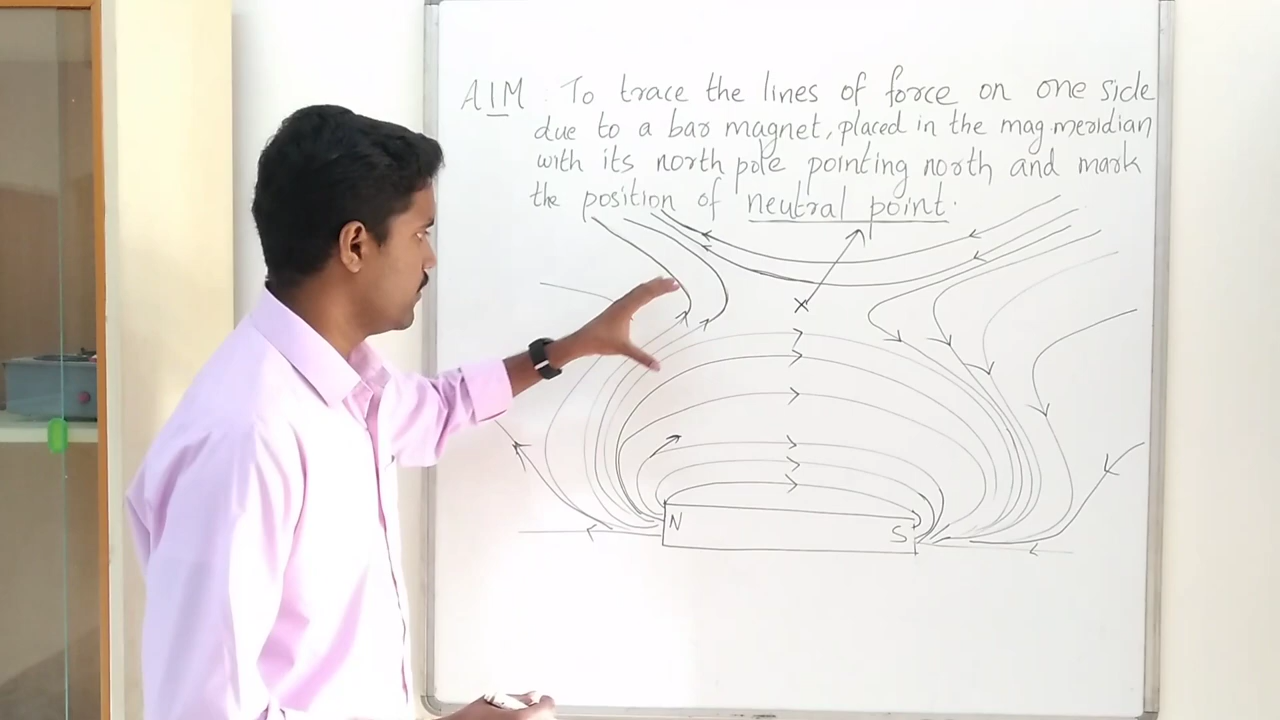 AIM : To trace the lines of force on one side
due to a bar magnet, placed in the mag.meridian
with its north pole pointing north and mark
the position of neutral point.
×
N S